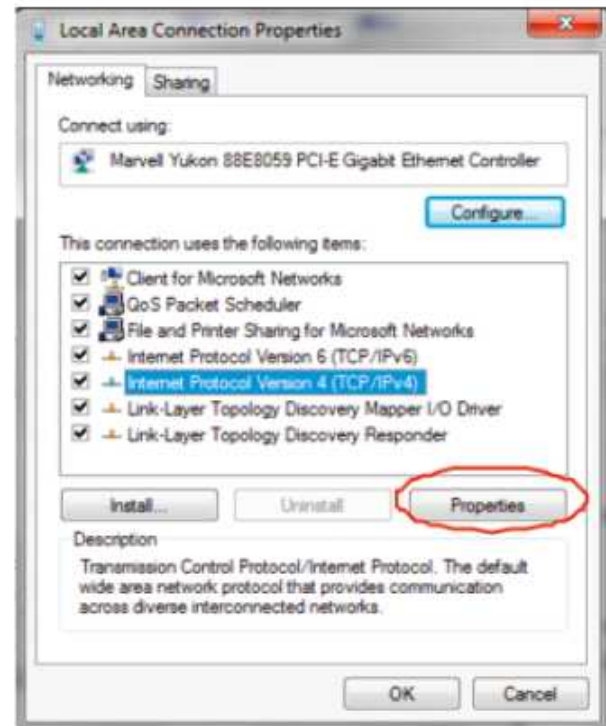 Local Area Connection Properties
Networking
Sharing
Connect using:
Marvell Yukon 88E8059 PCI-E Gigabit Ethernet Controller
Configure...
This connection uses the following items:
Client for Microsoft Networks
QoS Packet Scheduler
File and Printer Sharing for Microsoft Networks
Internet Protocol Version 6 (TCP/IPv6)
Internet Protocol Version 4 (TCP/IPv4)
Link-Layer Topology Discovery Mapper I/O Driver
Link-Layer Topology Discovery Responder
Install...
Uninstall
Properties
Description
Transmission Control Protocol/Internet Protocol. The default
wide area network protocol that provides communication
across diverse interconnected networks.
OK
Cancel